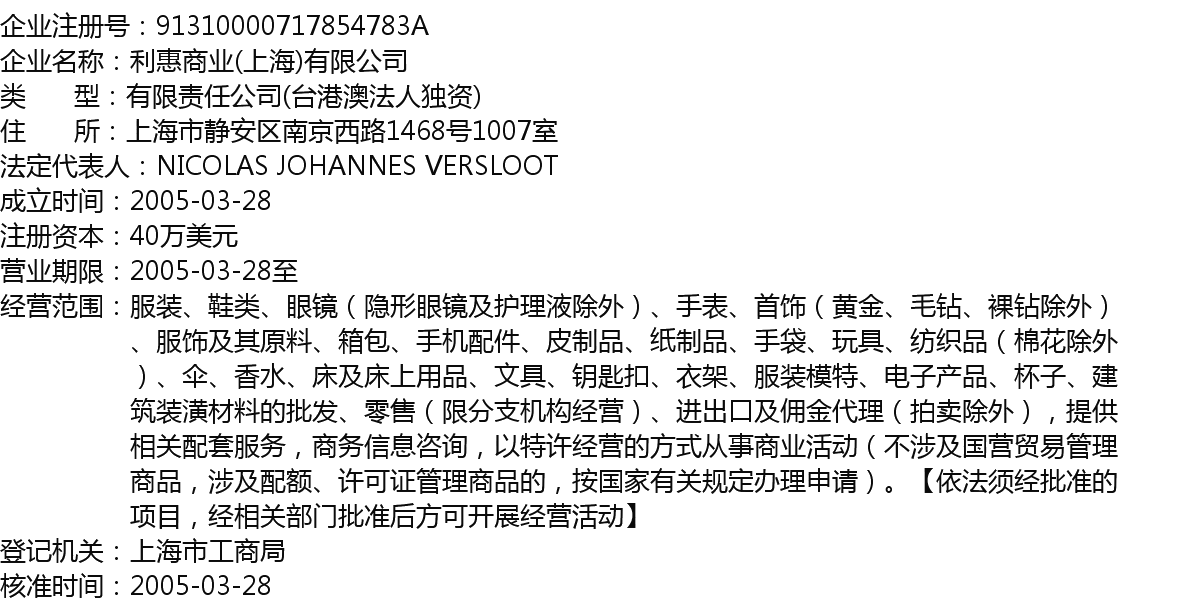 企业注册号：91310000717854783A
企业名称：利惠商业(上海)有限公司
类 型：有限责任公司(台港澳法人独资)
住 所：上海市静安区南京西路1468号1007室
法定代表人：NICOLAS JOHANNES VERSLOOT
成立时间：2005-03-28
注册资本：40万美元
营业期限：2005-03-28至
经营范围：服装、鞋类、眼镜（隐形眼镜及护理液除外）、手表、首饰（黄金、毛钻、裸钻除外）
、服饰及其原料、箱包、手机配件、皮制品、纸制品、手袋、玩具、纺织品（棉花除外
）、伞、香水、床及床上用品、文具、钥匙扣、衣架、服装模特、电子产品、杯子、建
筑装潢材料的批发、零售（限分支机构经营）、进出口及佣金代理（拍卖除外），提供
相关配套服务，商务信息咨询，以特许经营的方式从事商业活动（不涉及国营贸易管理
商品，涉及配额、许可证管理商品的，按国家有关规定办理申请）。【依法须经批准的
项目，经相关部门批准后方可开展经营活动】
登记机关：上海市工商局
核准时间：2005-03-28